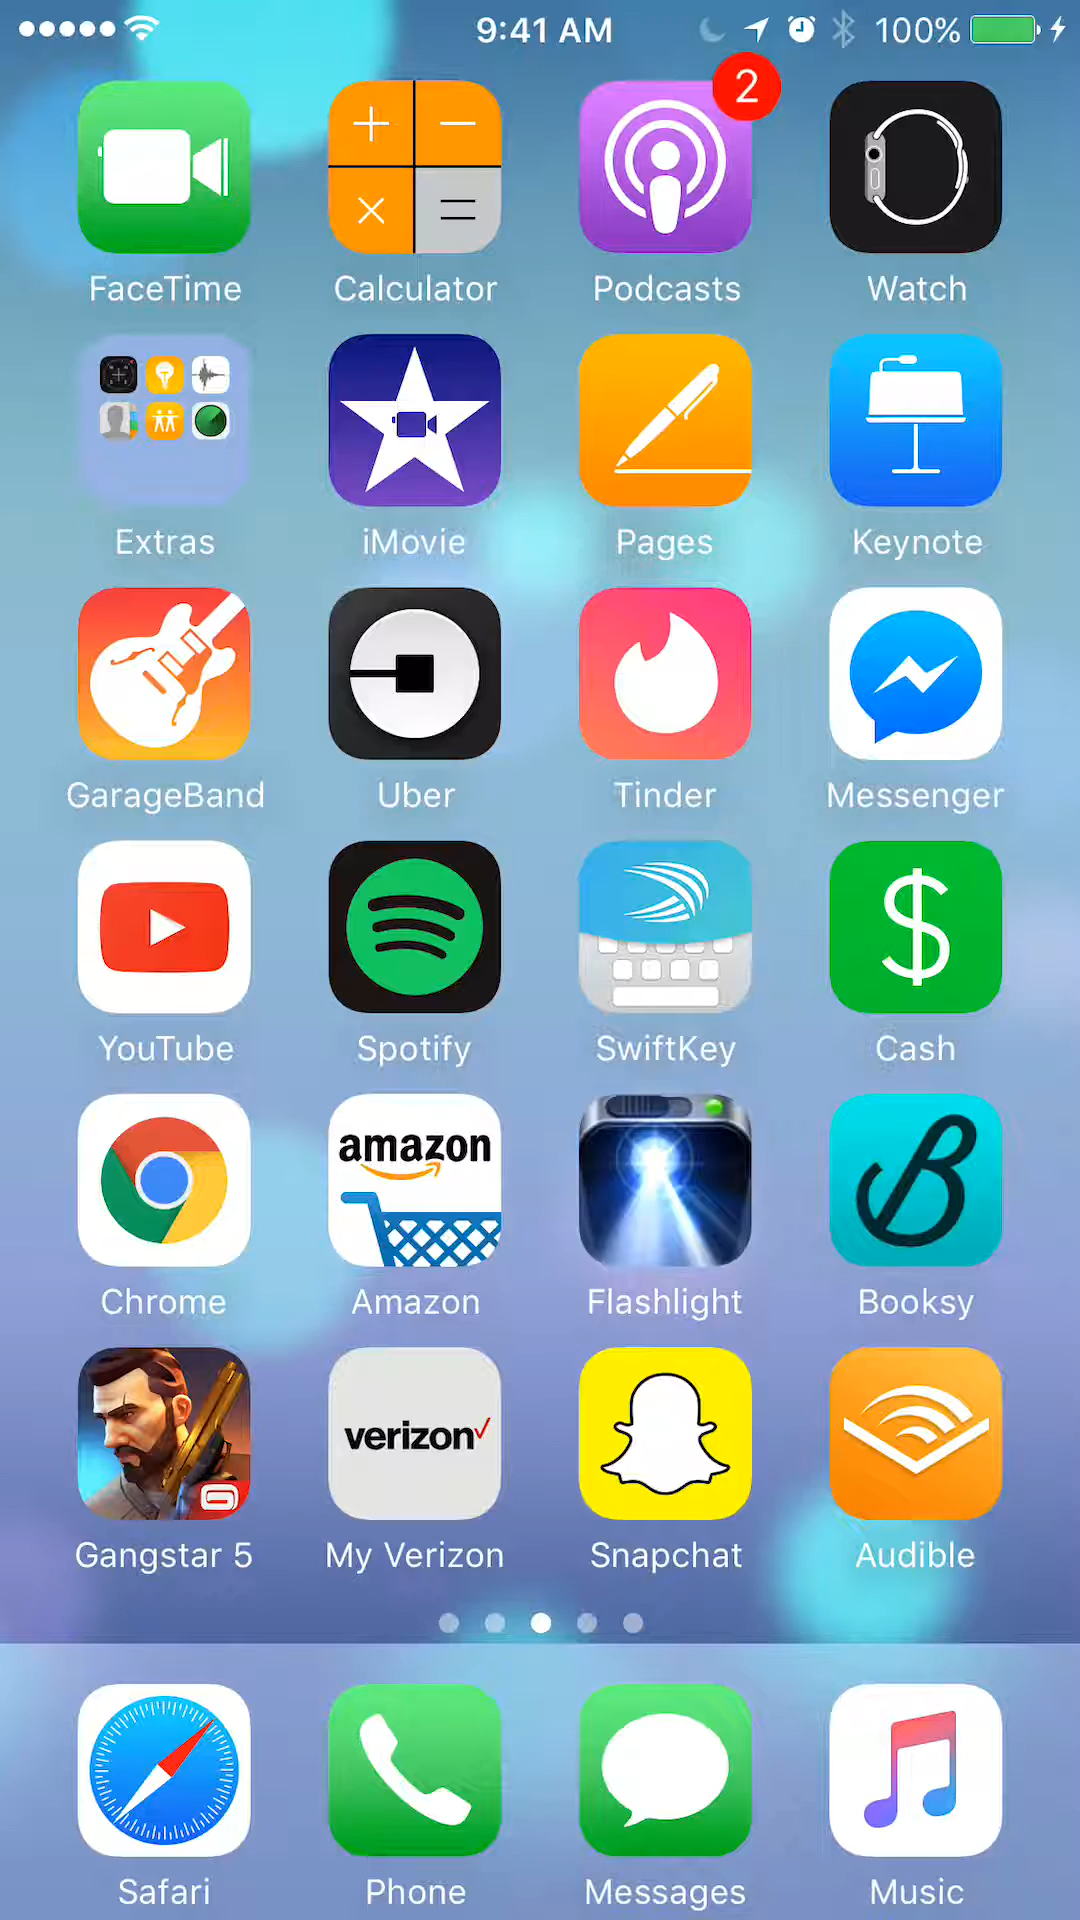 9:41 AM 100%
2
FaceTime Calculator Podcasts Watch
Extras iMovie Pages Keynote
GarageBand Uber Tinder Messenger
YouTube Spotify SwiftKey Cash
amazon
Chrome Amazon Flashlight Booksy
verizon
Gangstar 5 My Verizon Snapchat Audible
Safari Phone Messages Music